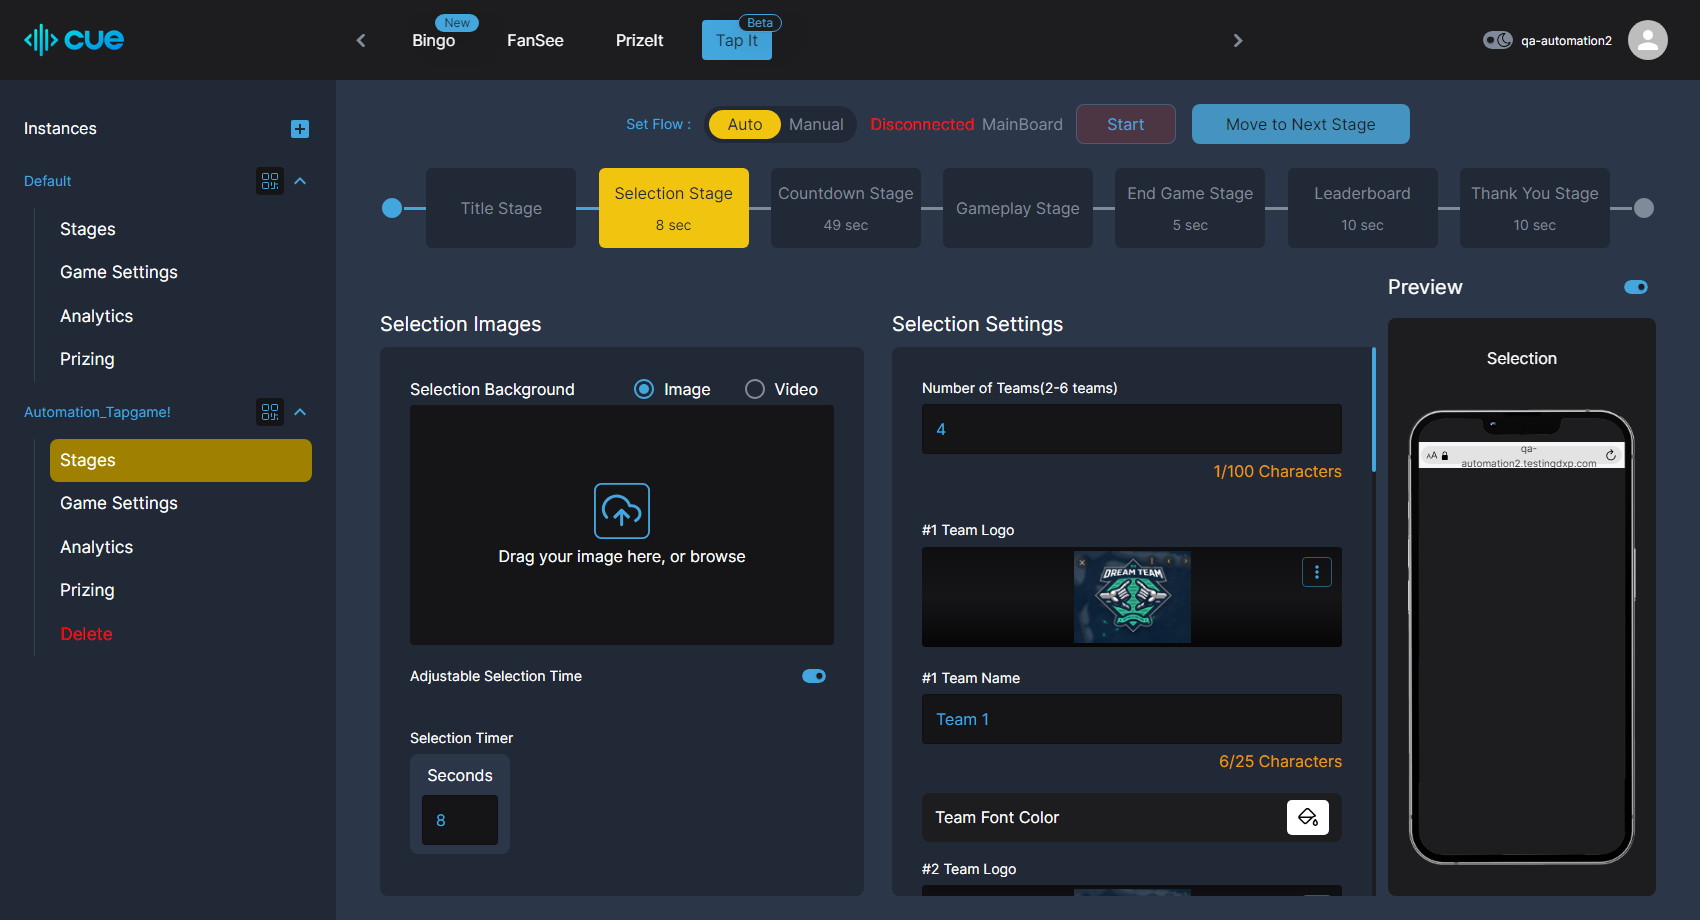 cue
Bingo
New
FanSee
PrizeIt
Tap It
Beta
qa-automation2
Instances
Default
Stages
Game Settings
Analytics
Prizing
Automation_Tapgame!
Stages
Game Settings
Analytics
Prizing
Delete
Set Flow :
Auto
Manual
Disconnected MainBoard
Start
Move to Next Stage
Title Stage
Selection Stage
8 sec
Countdown Stage
49 sec
Gameplay Stage
End Game Stage
5 sec
Leaderboard
10 sec
Thank You Stage
10 sec
Selection Images
Selection Background
Image
Video
Drag your image here, or browse
Adjustable Selection Time
Selection Timer
Seconds
8
Selection Settings
Number of Teams(2-6 teams)
4
1/100 Characters
#1 Team Logo
DREAM TEAM
#1 Team Name
Team 1
6/25 Characters
Team Font Color
#2 Team Logo
Preview
Selection
AA
qa-
automation2.testingdxp.com